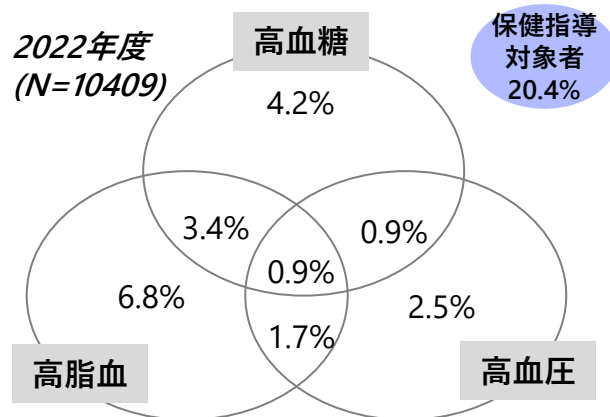 2022年度
(N=10409)
高血糖
保健指導
対象者
20.4%
4.2%
3.4%
0.9%
0.9%
6.8%
2.5%
1.7%
高脂血
高血圧